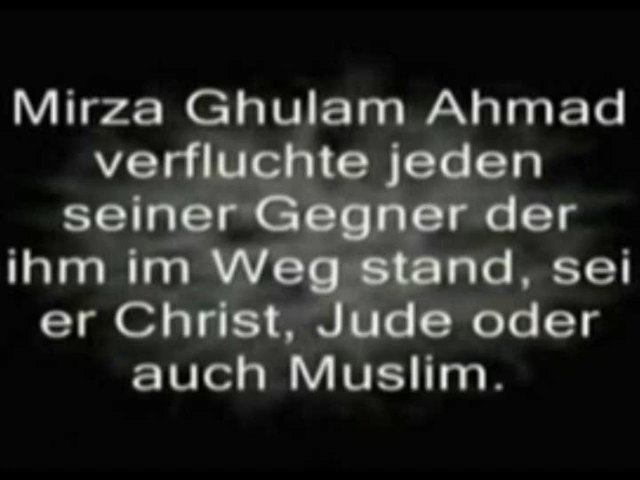 Mirza Ghulam Ahmad
verfluchte jeden
seiner Gegner der
ihm im Weg stand, sei
er Christ, Jude oder
auch Muslim.